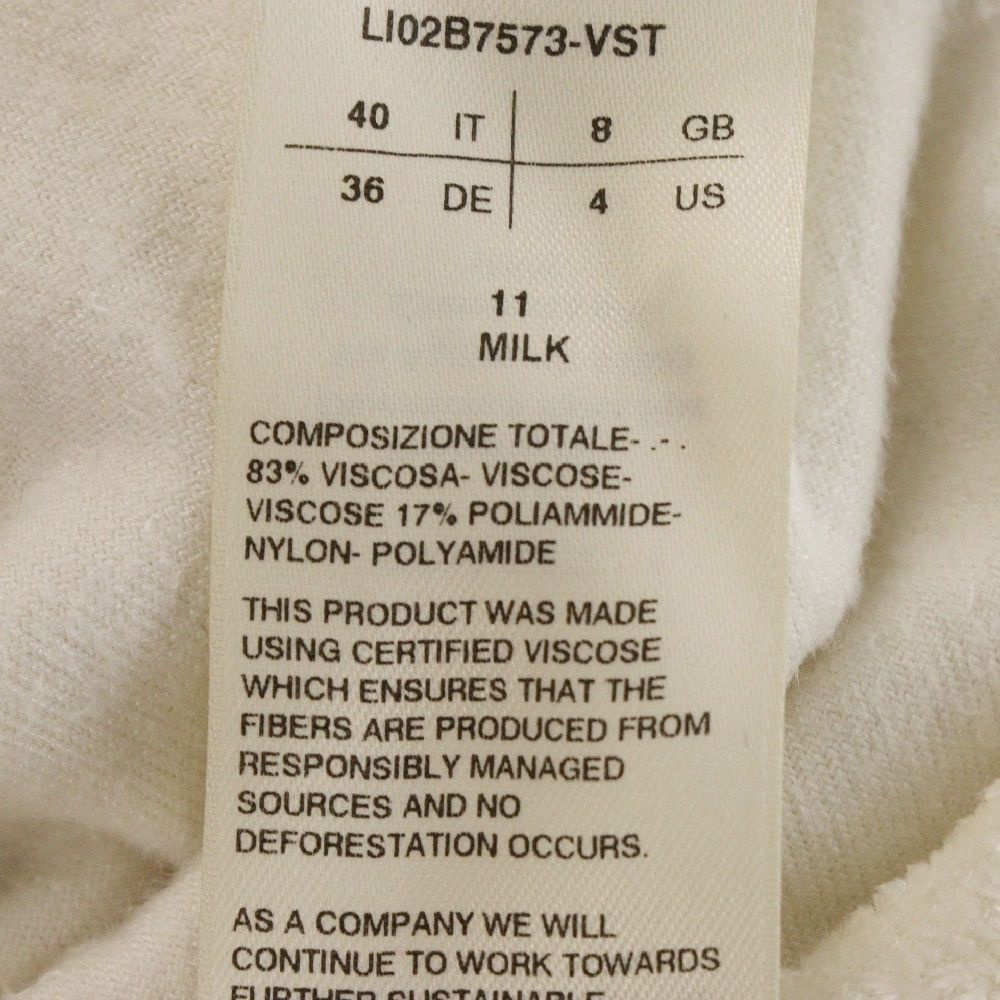 LI02B7573-VST
40 IT 8 GB
36 DE 4 US
11
MILK
COMPOSIZIONE TOTALE- .- .
83% VISCOSA- VISCOSE-
VISCOSE 17% POLIAMMIDE-
NYLON- POLYAMIDE
THIS PRODUCT WAS MADE
USING CERTIFIED VISCOSE
WHICH ENSURES THAT THE
FIBERS ARE PRODUCED FROM
RESPONSIBLY MANAGED
SOURCES AND NO
DEFORESTATION OCCURS.
AS A COMPANY WE WILL
CONTINUE TO WORK TOWARDS
FURTHER SUSTAINABLE